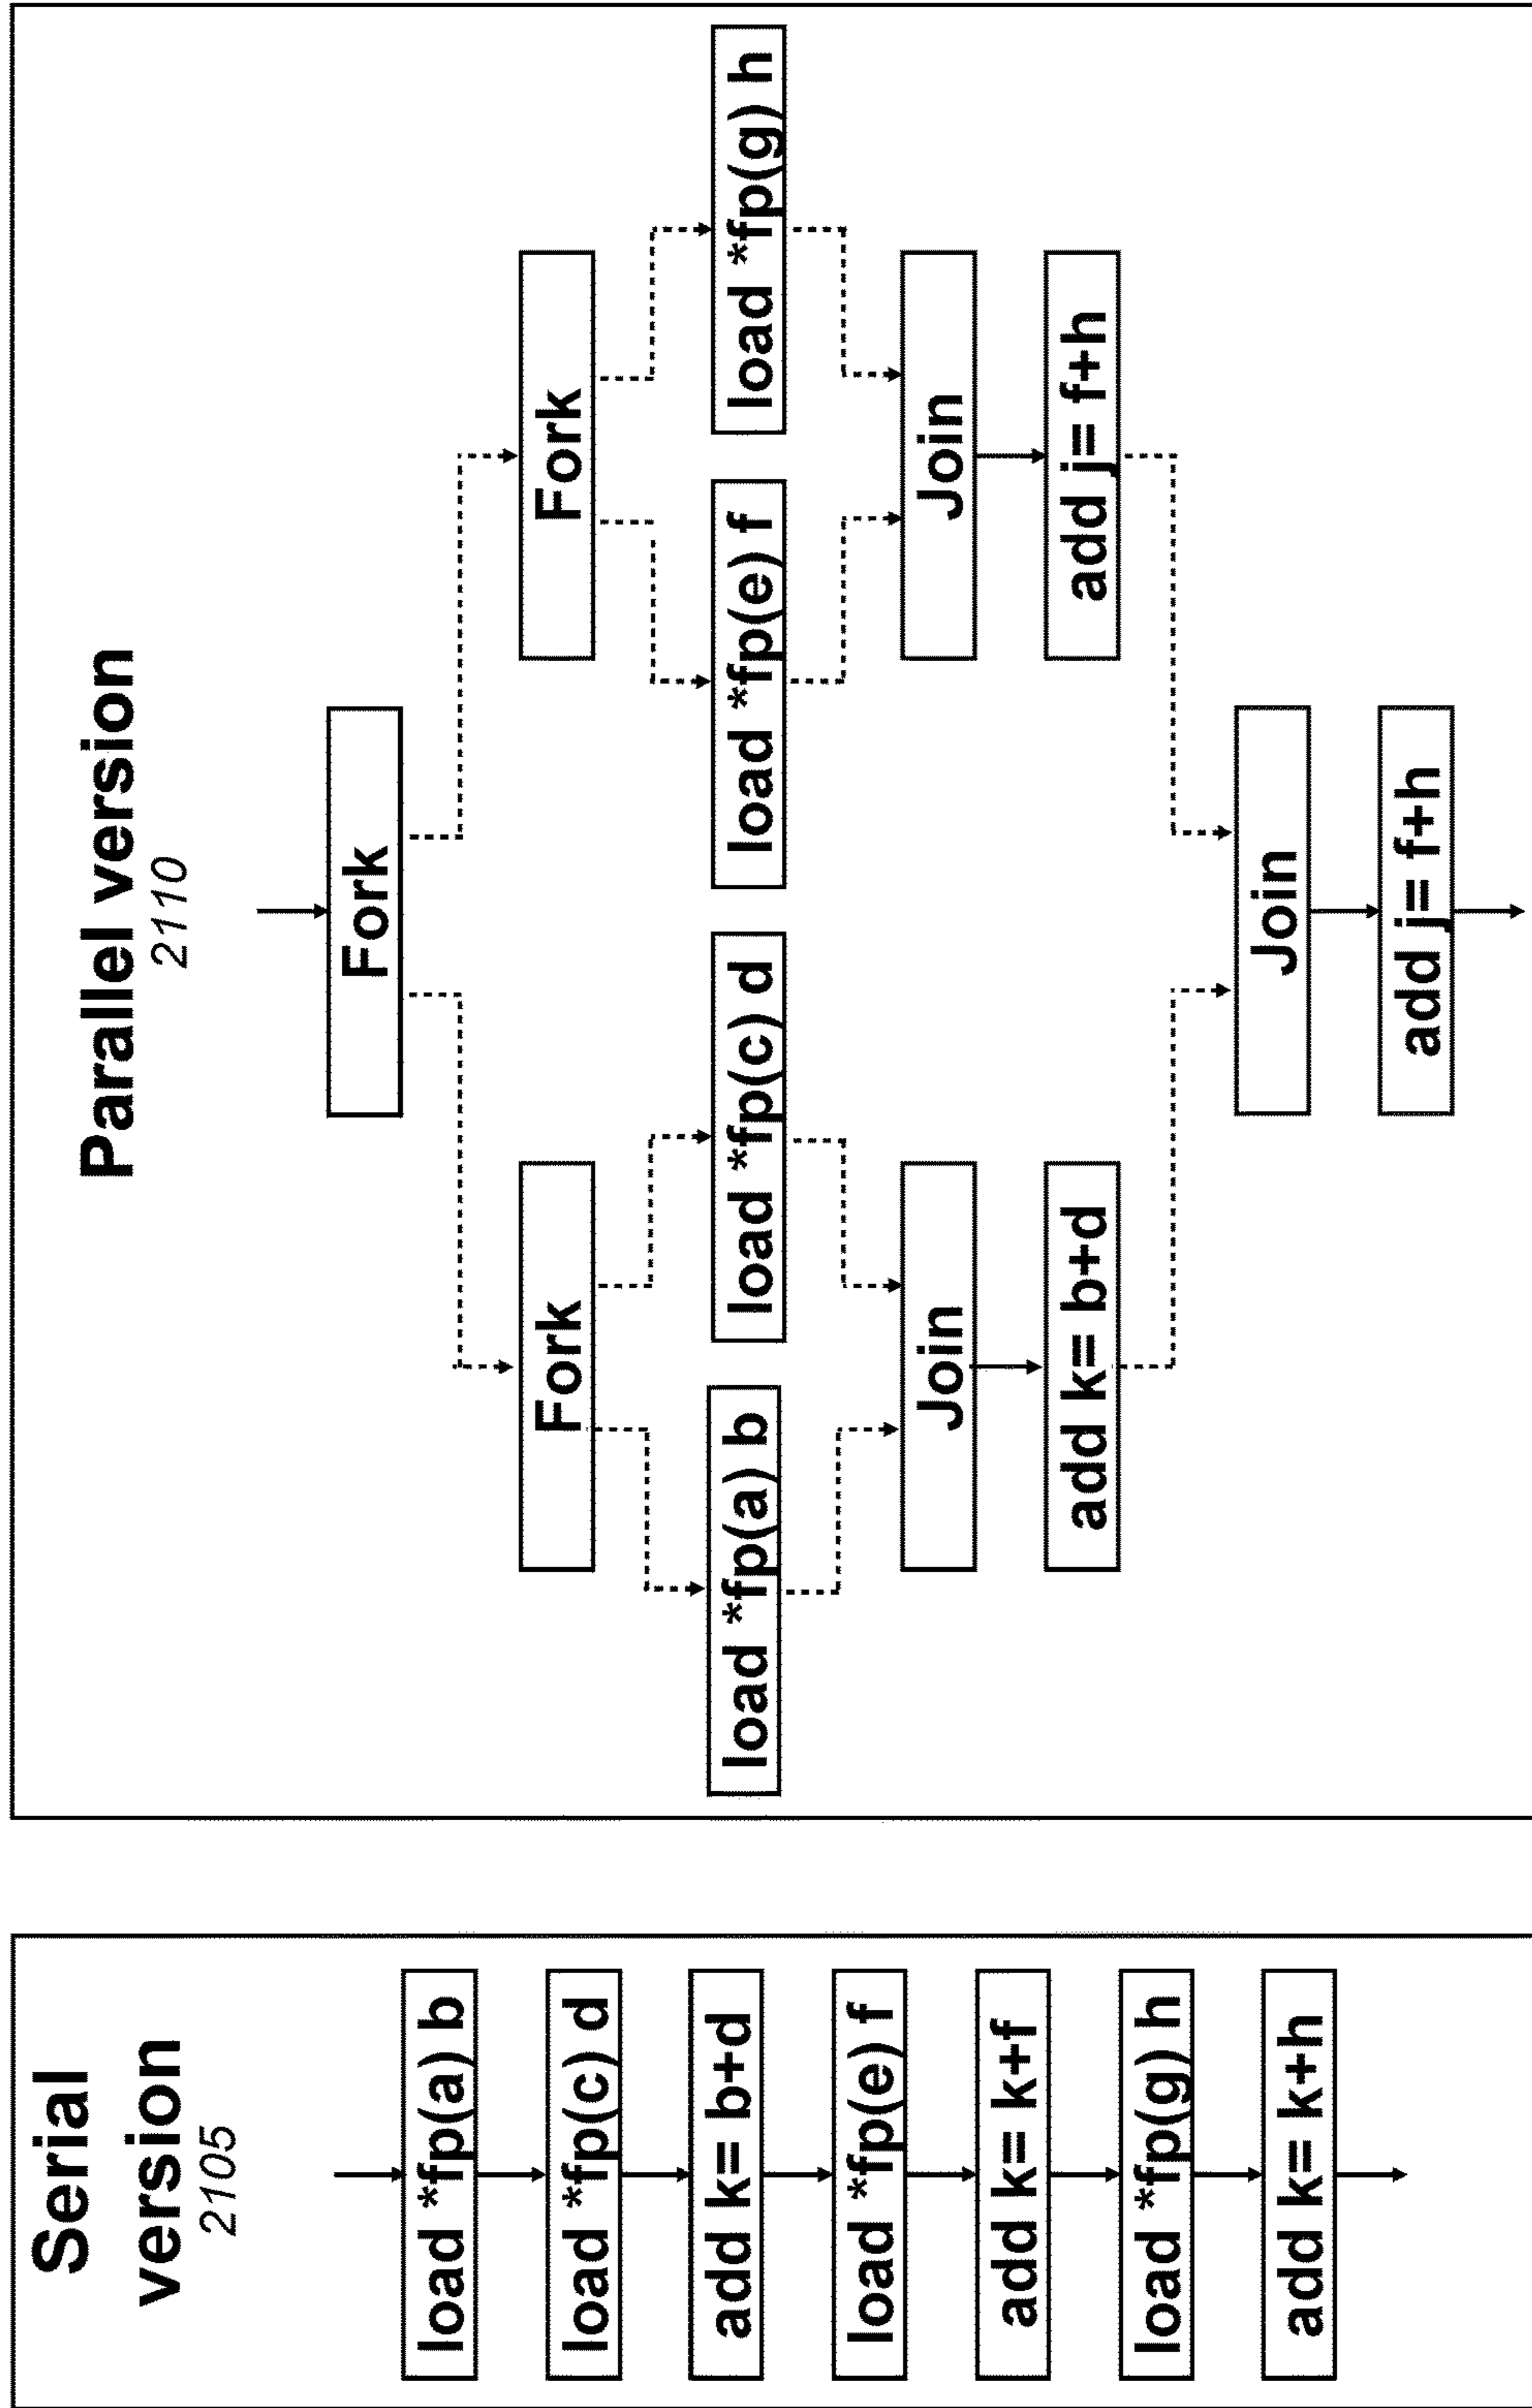 Serial
version
2105
load *fp(a) b
load *fp(c) d
add k= b+d
load *fp(e) f
add k= k+f
load *fp(g) h
add k= k+h
Parallel version
2110
Fork
Fork
Fork
load *fp(a) b
load *fp(c) d
load *fp(e) f
load *fp(g) h
Join
Join
add k= b+d
add j= f+h
Join
add j= f+h